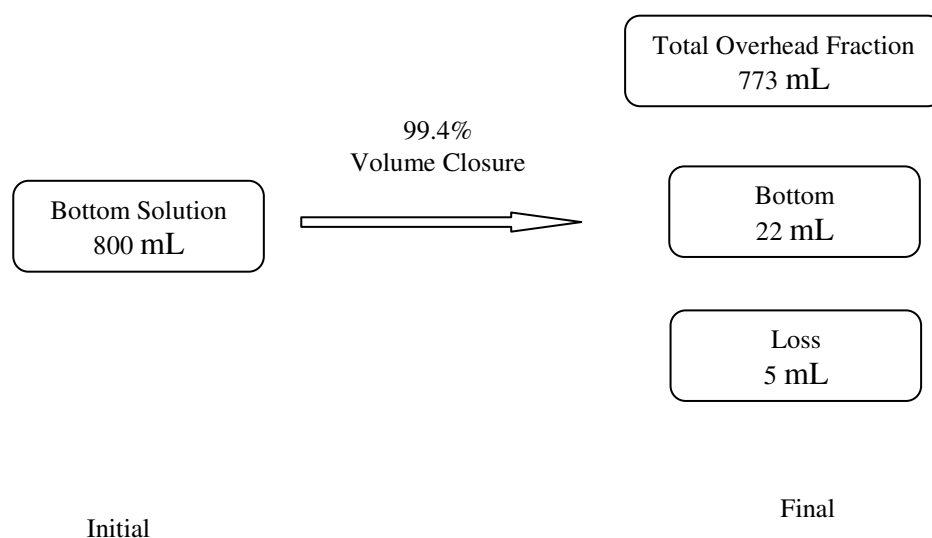 Total Overhead Fraction
773 mL
99.4%
Volume Closure
Bottom Solution
800 mL
Bottom
22 mL
Loss
5 mL
Initial
Final